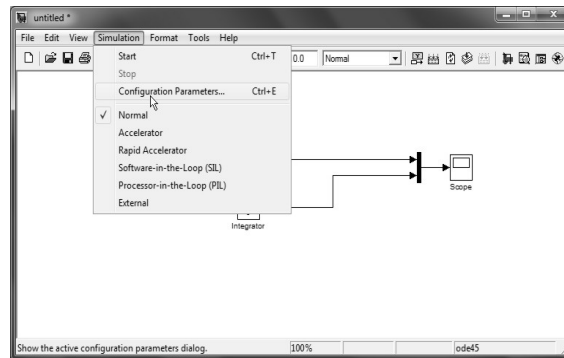 untitled *
File Edit View Simulation Format Tools Help
Start Ctrl+T
Stop
Configuration Parameters... Ctrl+E
✓ Normal
Accelerator
Rapid Accelerator
Software-in-the-Loop (SIL)
Processor-in-the-Loop (PIL)
External
0.0 Normal
Scope
Integrator
Show the active configuration parameters dialog. 100% ode45